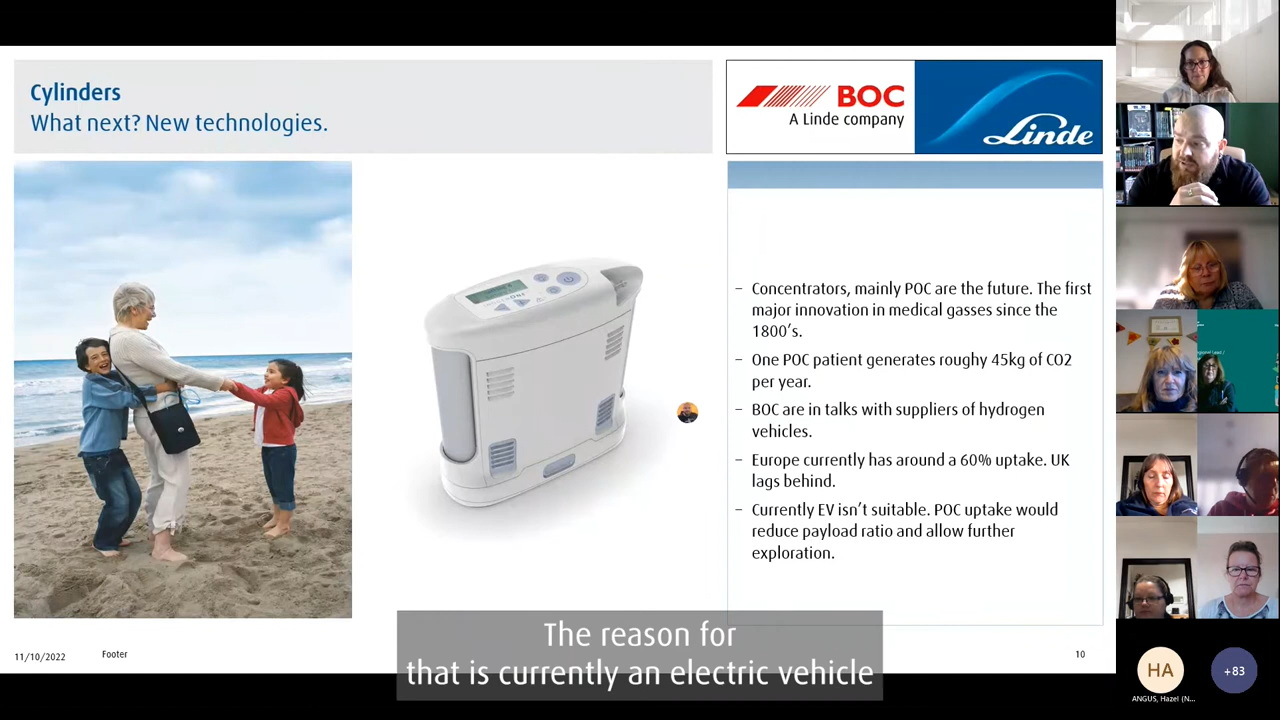 Cylinders
What next? New technologies.
BOC
A Linde company
Linde
– Concentrators, mainly POC are the future. The first
major innovation in medical gasses since the
1800’s.
– One POC patient generates roughy 45kg of CO2
per year.
– BOC are in talks with suppliers of hydrogen
vehicles.
– Europe currently has around a 60% uptake. UK
lags behind.
– Currently EV isn’t suitable. POC uptake would
reduce payload ratio and allow further
exploration.
The reason for
that is currently an electric vehicle
11/10/2022
Footer
10
HA
+83
ANGUS, Hazel (N...